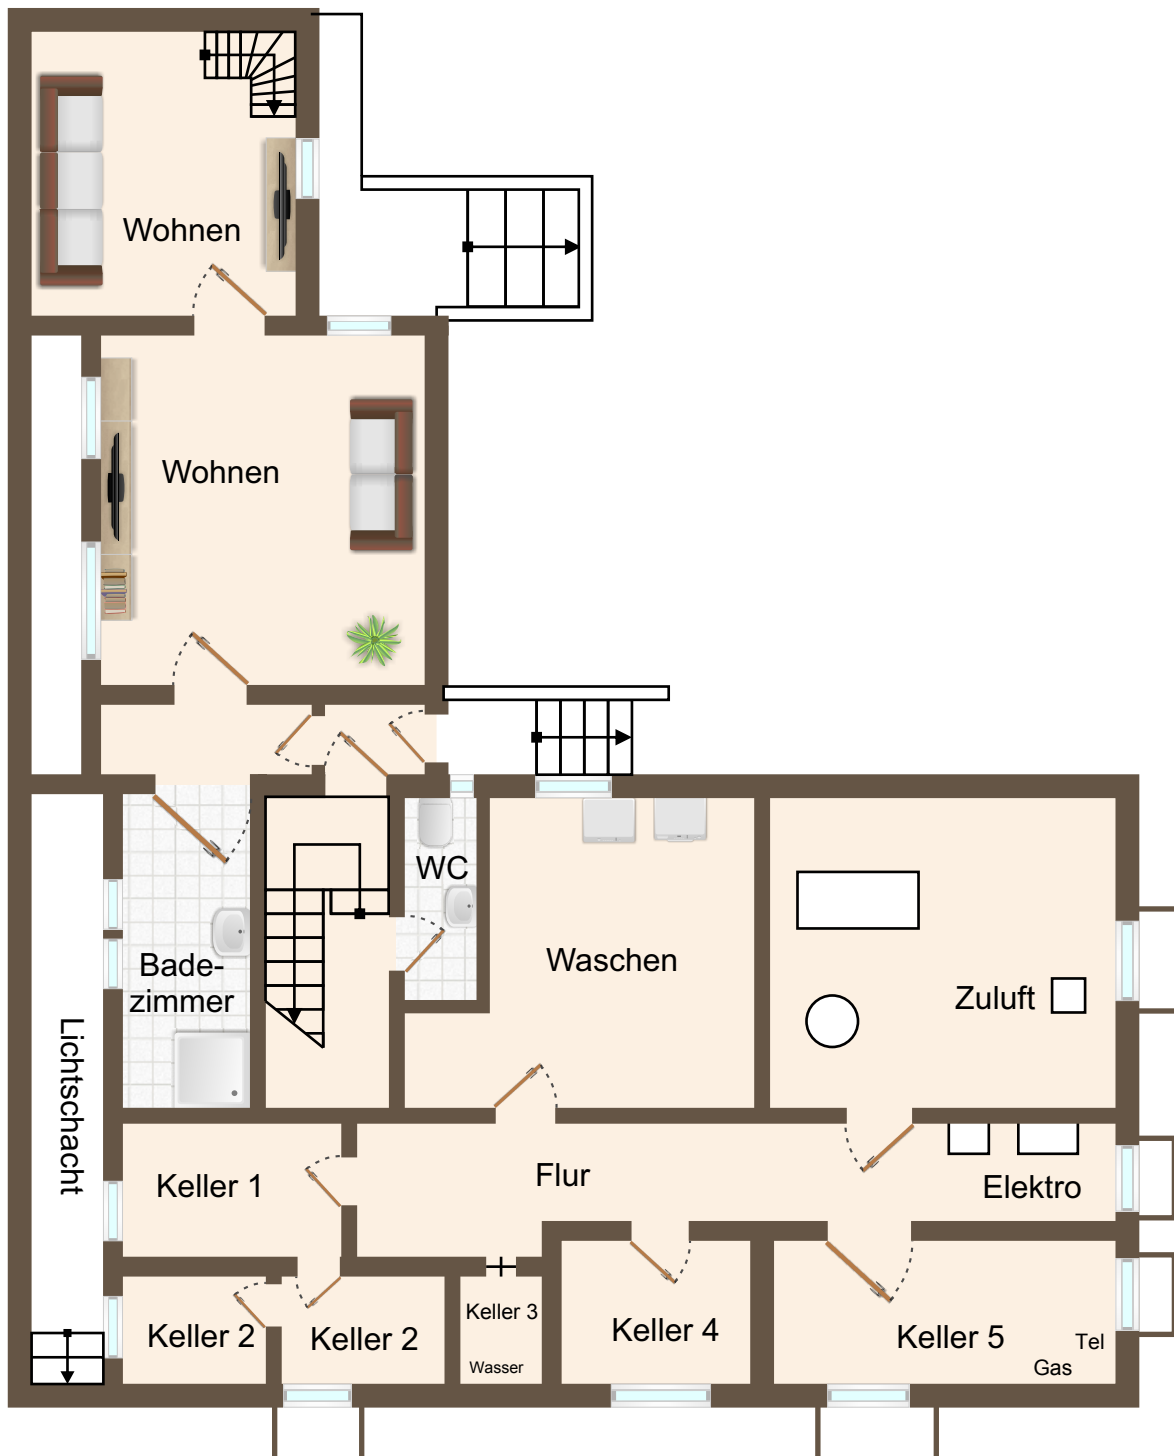 Wohnen
Wohnen
WC
Waschen
Bade-
zimmer
Zuluft
Lichtschacht
Keller 1
Flur
Elektro
Keller 2
Keller 2
Keller 3
Wasser
Keller 4
Keller 5
Tel
Gas